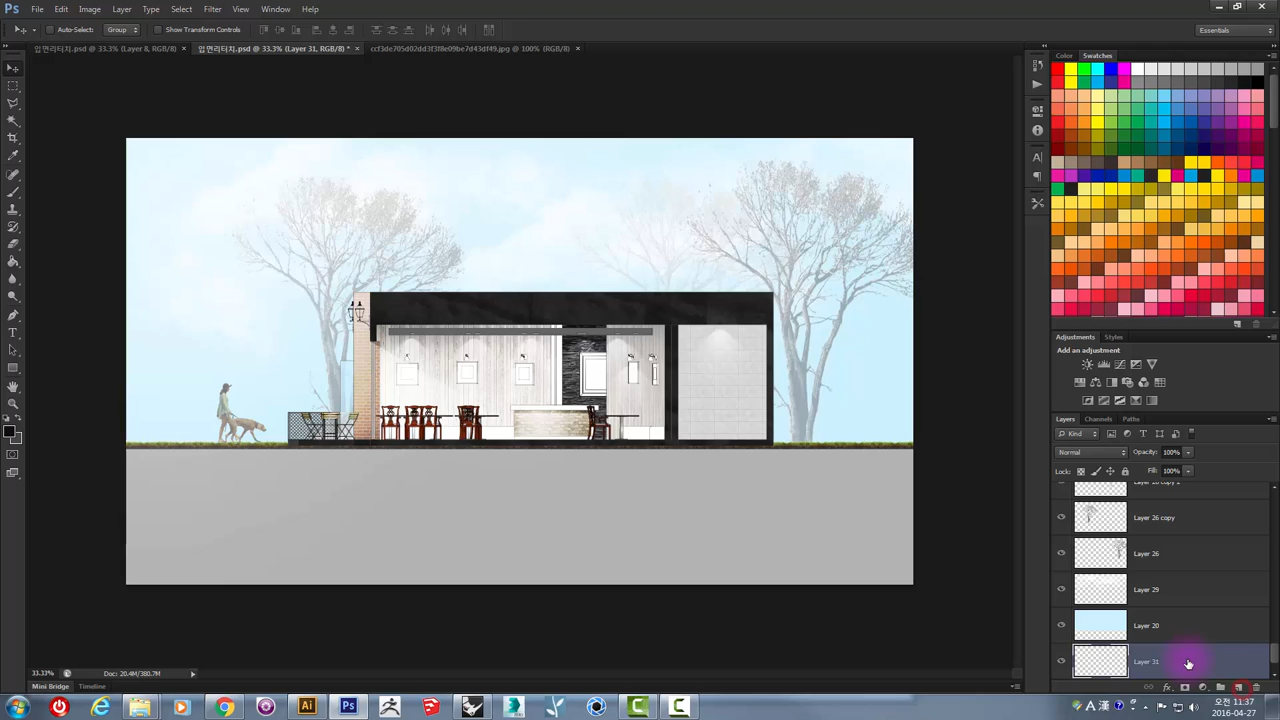 Ps File Edit Image Layer Type Select Filter View Window Help
Auto-Select: Group Show Transform Controls Essentials
입면리터치.psd @ 33.3% (Layer 8, RGB/8) × 입면리터치.psd @ 33.3% (Layer 31, RGB/8) * × ccf3de705d02dd3f3f8e09be7d43df49.jpg @ 100% (RGB/8) ×
Color Swatches
Adjustments Styles
Add an adjustment
Layers Channels Paths
Kind
Normal Opacity: 100%
Lock: Fill: 100%
Layer 26 copy
Layer 26
Layer 29
Layer 20
Layer 31
33.33% Doc: 20.4M/380.7M
Mini Bridge Timeline
A 漢
오전 11:37
2016-04-27